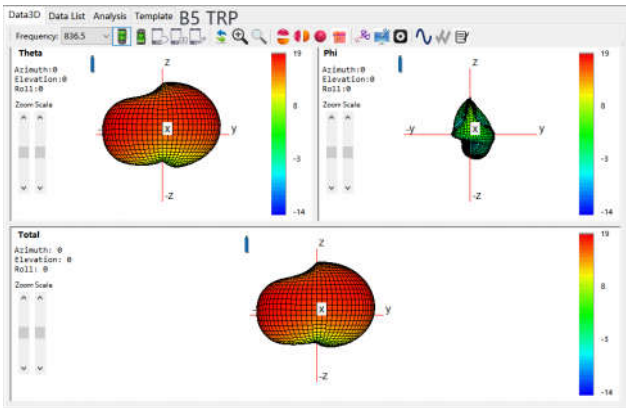 Data3D Data List Analysis Template B5 TRP
Frequency: 836.5
Theta
Azimuth:0
Elevation:0
Roll:0
Zoom Scale
Z
y
X
-Z
19
8
-3
-14
Phi
Azimuth:0
Elevation:0
Roll:0
Zoom Scale
Z
-y
y
X
-Z
19
8
-3
-14
Total
Azimuth: 0
Elevation: 0
Roll: 0
Zoom Scale
Z
y
X
-Z
19
8
-3
-14